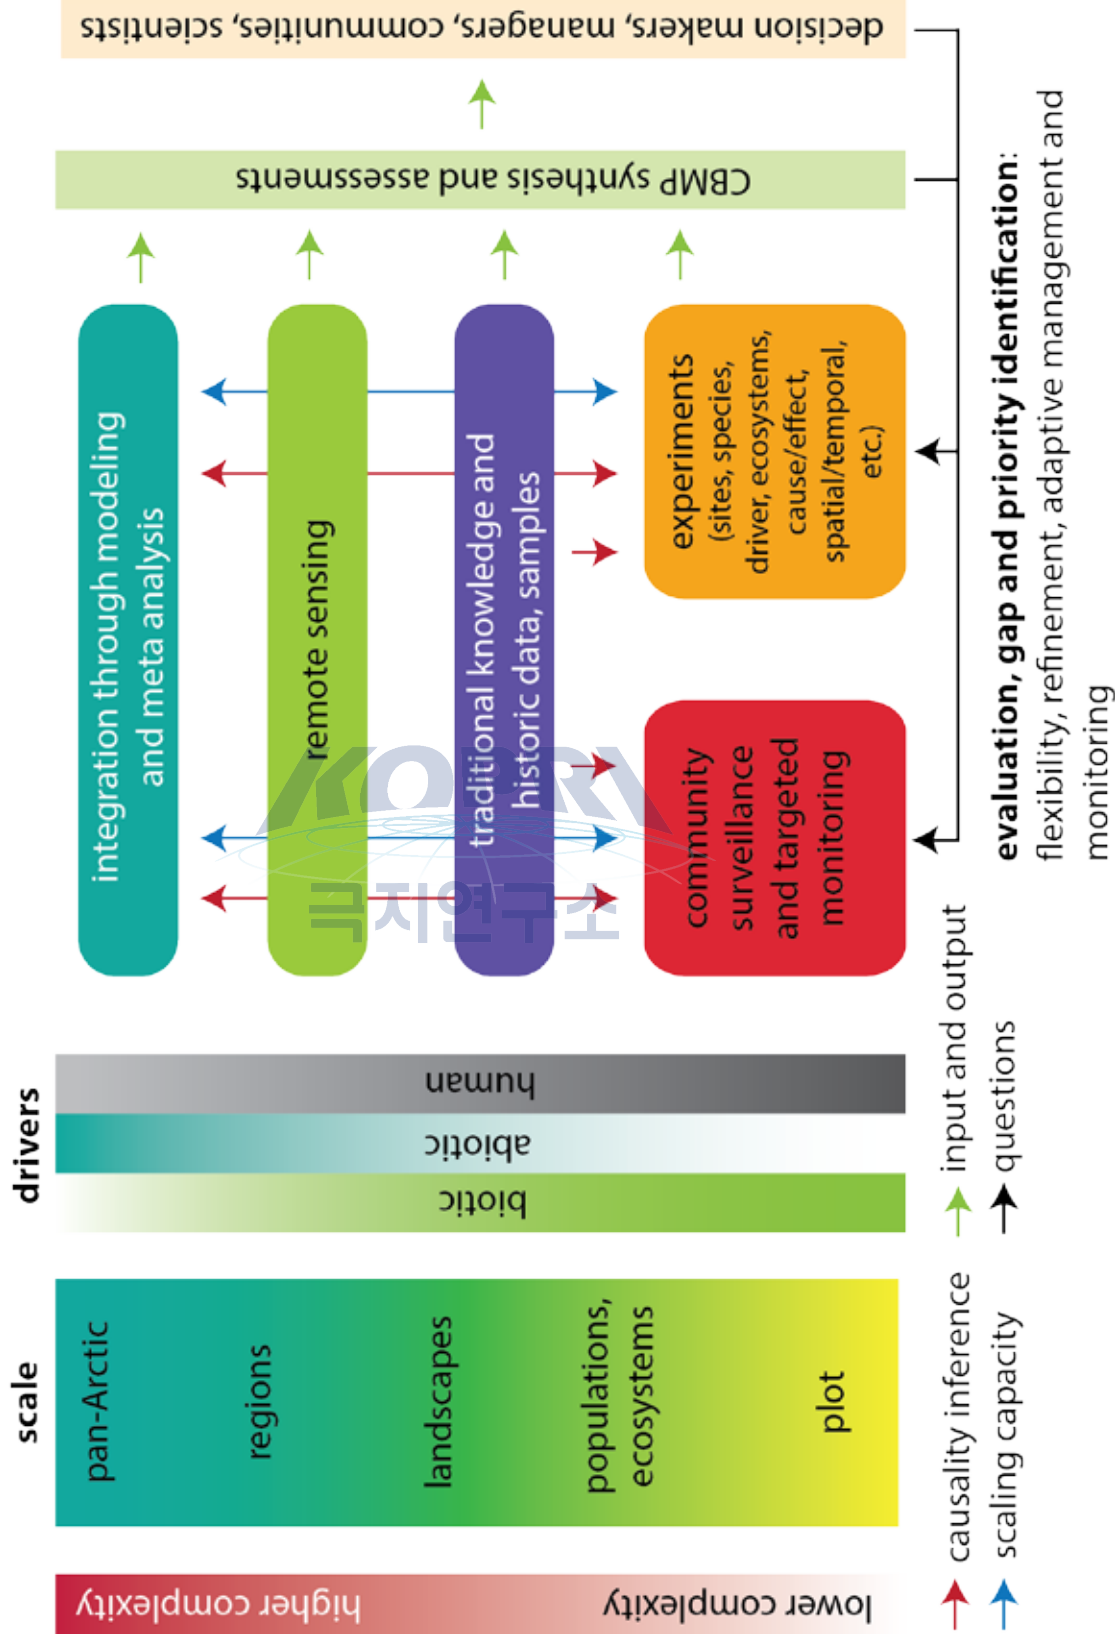 scale
drivers
higher complexity
lower complexity
pan-Arctic
regions
landscapes
populations,
ecosystems
plot
biotic
abiotic
human
integration through modeling
and meta analysis
remote sensing
traditional knowledge and
historic data, samples
community
surveillance
and targeted
monitoring
experiments
(sites, species,
driver, ecosystems,
cause/effect,
spatial/temporal,
etc.)
CBMP synthesis and assessments
decision makers, managers, communities, scientists
causality inference
scaling capacity
input and output
questions
evaluation, gap and priority identification:
flexibility, refinement, adaptive management and
monitoring
KOPRI
극지연구소